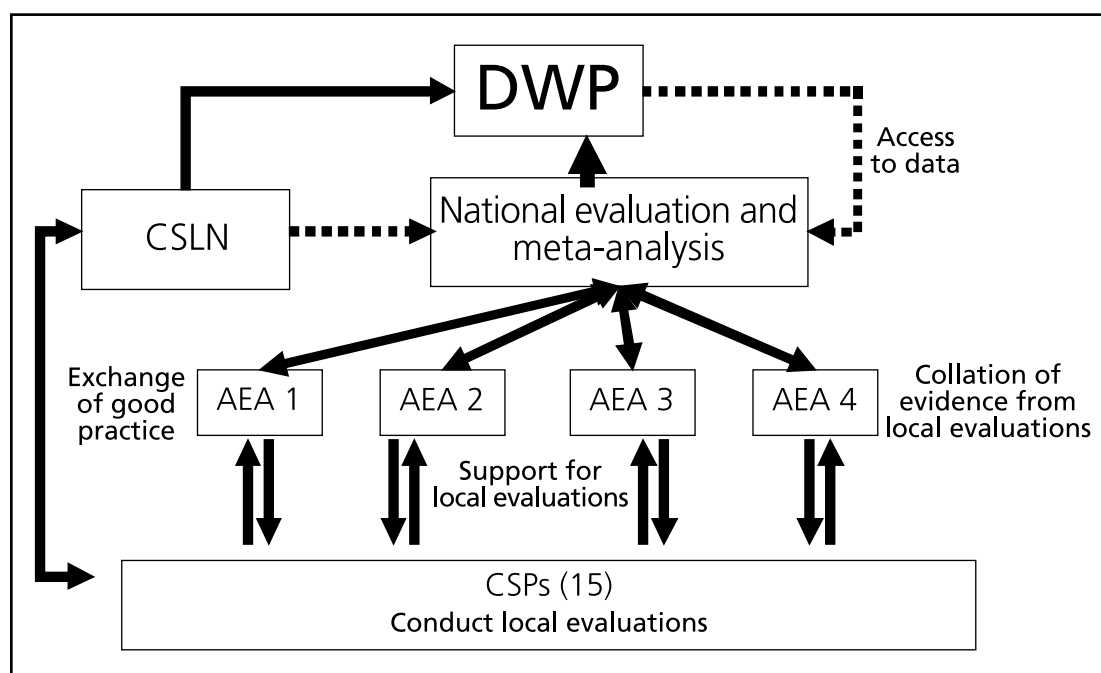 DWP
Access
to data
CSLN
National evaluation and
meta-analysis
Exchange
of good
practice
AEA 1
AEA 2
AEA 3
AEA 4
Collation of
evidence from
local evaluations
Support for
local evaluations
CSPs (15)
Conduct local evaluations